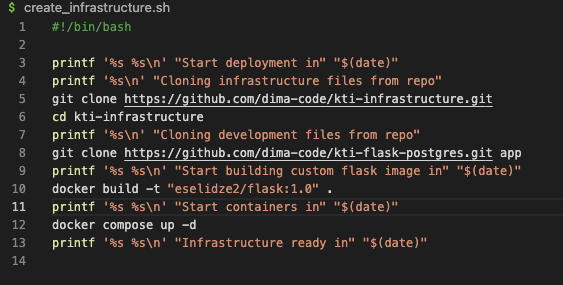 $ create_infrastructure.sh
1 #!/bin/bash
2
3 printf '%s %s\n' "Start deployment in" "$(date)"
4 printf '%s\n' "Cloning infrastructure files from repo"
5 git clone https://github.com/dima-code/kti-infrastructure.git
6 cd kti-infrastructure
7 printf '%s\n' "Cloning development files from repo"
8 git clone https://github.com/dima-code/kti-flask-postgres.git app
9 printf '%s %s\n' "Start building custom flask image in" "$(date)"
10 docker build -t "eselidze2/flask:1.0" .
11 printf '%s %s\n' "Start containers in" "$(date)"
12 docker compose up -d
13 printf '%s %s\n' "Infrastructure ready in" "$(date)"
14